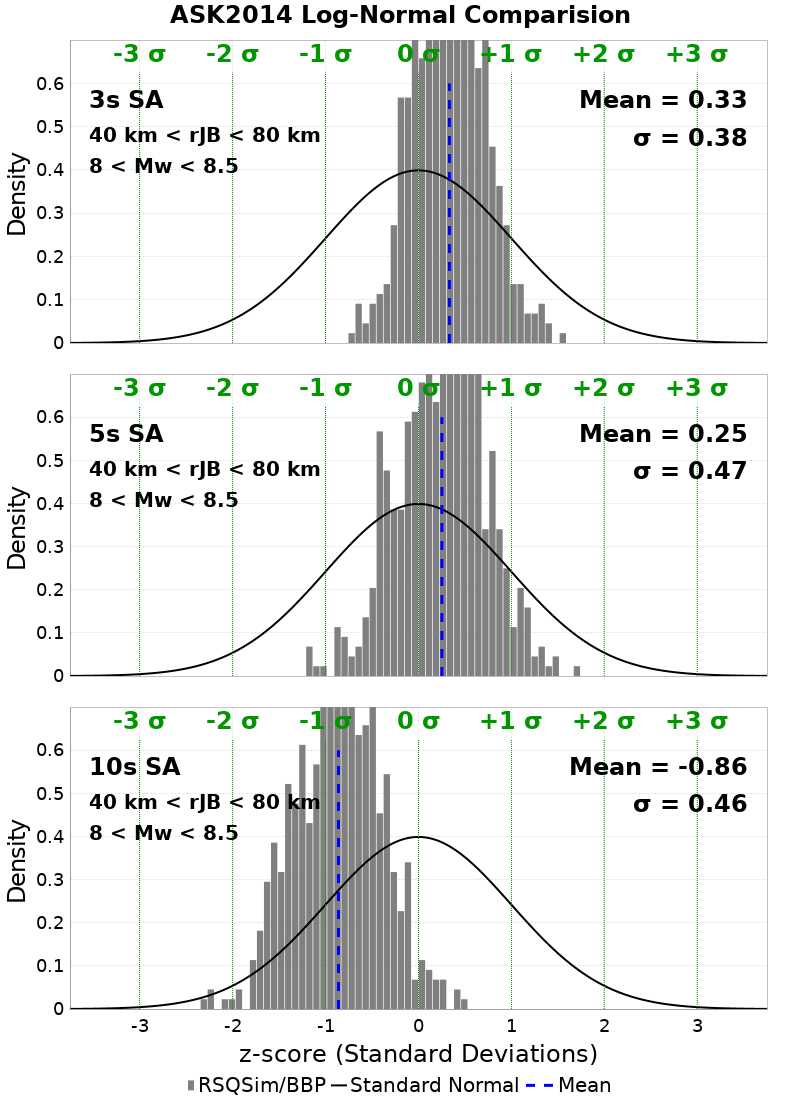 ASK2014 Log-Normal Comparision
-3 σ -2 σ -1 σ 0 σ +1 σ +2 σ +3 σ
0.6
3s SA Mean = 0.33
0.5
40 km < rJB < 80 km σ = 0.38
8 < Mw < 8.5
0.4
0.3
0.2
0.1
0
Density
-3 σ -2 σ -1 σ 0 σ +1 σ +2 σ +3 σ
0.6
5s SA Mean = 0.25
0.5
40 km < rJB < 80 km σ = 0.47
8 < Mw < 8.5
0.4
0.3
0.2
0.1
0
Density
-3 σ -2 σ -1 σ 0 σ +1 σ +2 σ +3 σ
0.6
10s SA Mean = -0.86
0.5
40 km < rJB < 80 km σ = 0.46
8 < Mw < 8.5
0.4
0.3
0.2
0.1
0
Density
-3 -2 -1 0 1 2 3
z-score (Standard Deviations)
RSQSim/BBP Standard Normal Mean